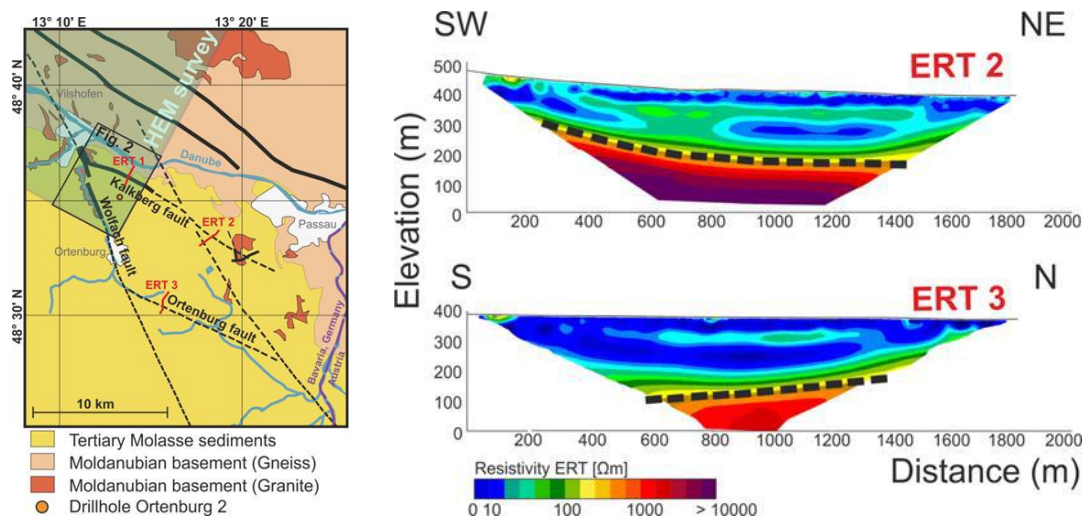 13° 10' E
13° 20' E
48° 40' N
48° 30' N
HEM survey
Vilshofen
Fig. 2
ERT 1
Danube
Kalkberg fault
ERT 2
Passau
Wolfach fault
Ortenburg
ERT 3
Ortenburg fault
Bavaria, Germany
Austria
10 km
Tertiary Molasse sediments
Moldanubian basement (Gneiss)
Moldanubian basement (Granite)
Drillhole Ortenburg 2
SW
NE
ERT 2
500
400
300
200
100
0
200 400 600 800 1000 1200 1400 1600 1800 2000
Elevation (m)
S
N
ERT 3
400
300
200
100
0
200 400 600 800 1000 1200 1400 1600 1800 2000
Distance (m)
Resistivity ERT [Ωm]
0 10 100 1000 > 10000